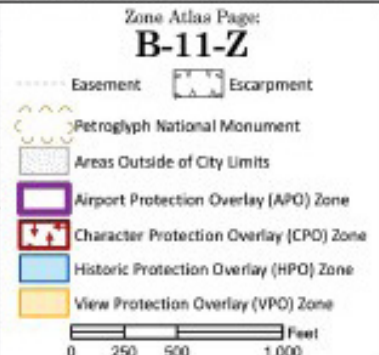 Zone Atlas Page:
B-11-Z
Easement Escarpment
Petroglyph National Monument
Areas Outside of City Limits
Airport Protection Overlay (APO) Zone
Character Protection Overlay (CPO) Zone
Historic Protection Overlay (HPO) Zone
View Protection Overlay (VPO) Zone
Feet
0 250 500 1,000